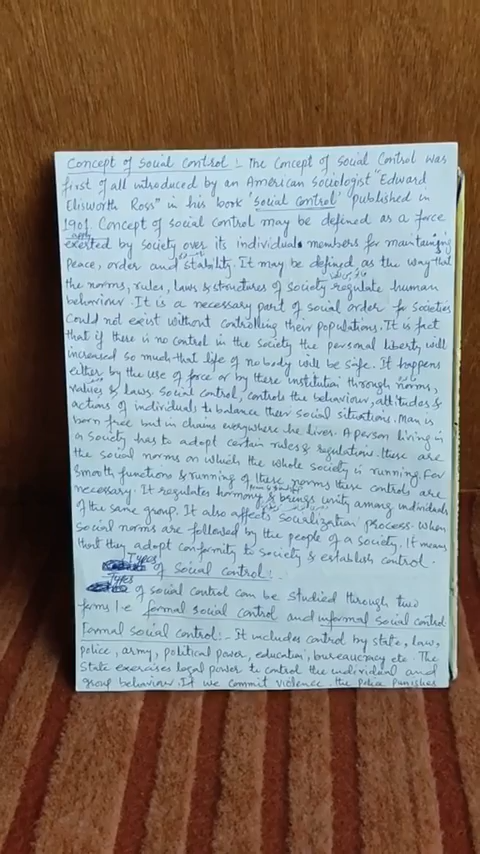 Concept of Social Control :- The Concept of Social Control was
first of all introduced by an American Sociologist "Edward
Elisworth Ross" in his book 'Social Control' published in
1901. Concept of social control may be defined as a force
exerted by society over its individual members for maintaining
Peace, order and stability. It may be defined as the way that
the norms, rules, laws & structures of society regulate human
behaviour. It is a necessary part of social order for societies
Could not exist without controlling their populations. It is fact
that if there is no control in the society the personal liberty will
increased so much that life of nobody will be safe. It happens
either by the use of force or by these institution through norms,
values & laws. Social control, control the behaviour, attitudes &
actions of individuals to balance their social situations. Man is
born free but in chains everywhere he lives. A person living in
a society has to adopt certain rules & regulations. these are
the social norms on which the whole society is running. For
smooth functions & running of these norms these controls are
necessary. It regulates harmony & brings unity among individuals
of the same group. It also affects socialization process. When
social norms are followed by the people of a society. It means
that they adopt conformity to society & establish control.
Types of Social control :
Types of social control can be studied through two
forms i.e formal social control and informal social control
Formal social control :- It includes control by state, law,
police, army, political power, education, bureaucracy etc. The
State exercises legal power to control the individual and
group behaviour. If we commit violence, the police punishes